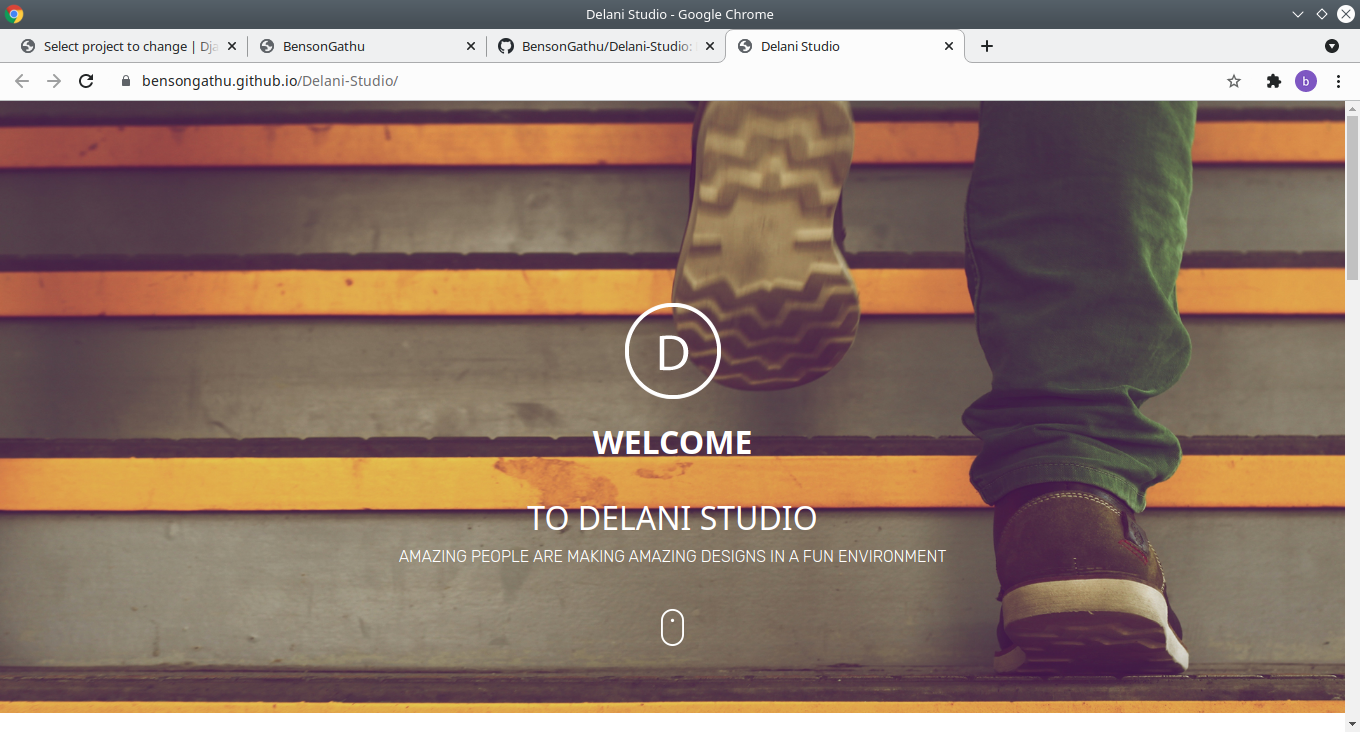 Delani Studio - Google Chrome
Select project to change | Dja
BensonGathu
BensonGathu/Delani-Studio:
Delani Studio
bensongathu.github.io/Delani-Studio/
b
D
WELCOME
TO DELANI STUDIO
AMAZING PEOPLE ARE MAKING AMAZING DESIGNS IN A FUN ENVIRONMENT